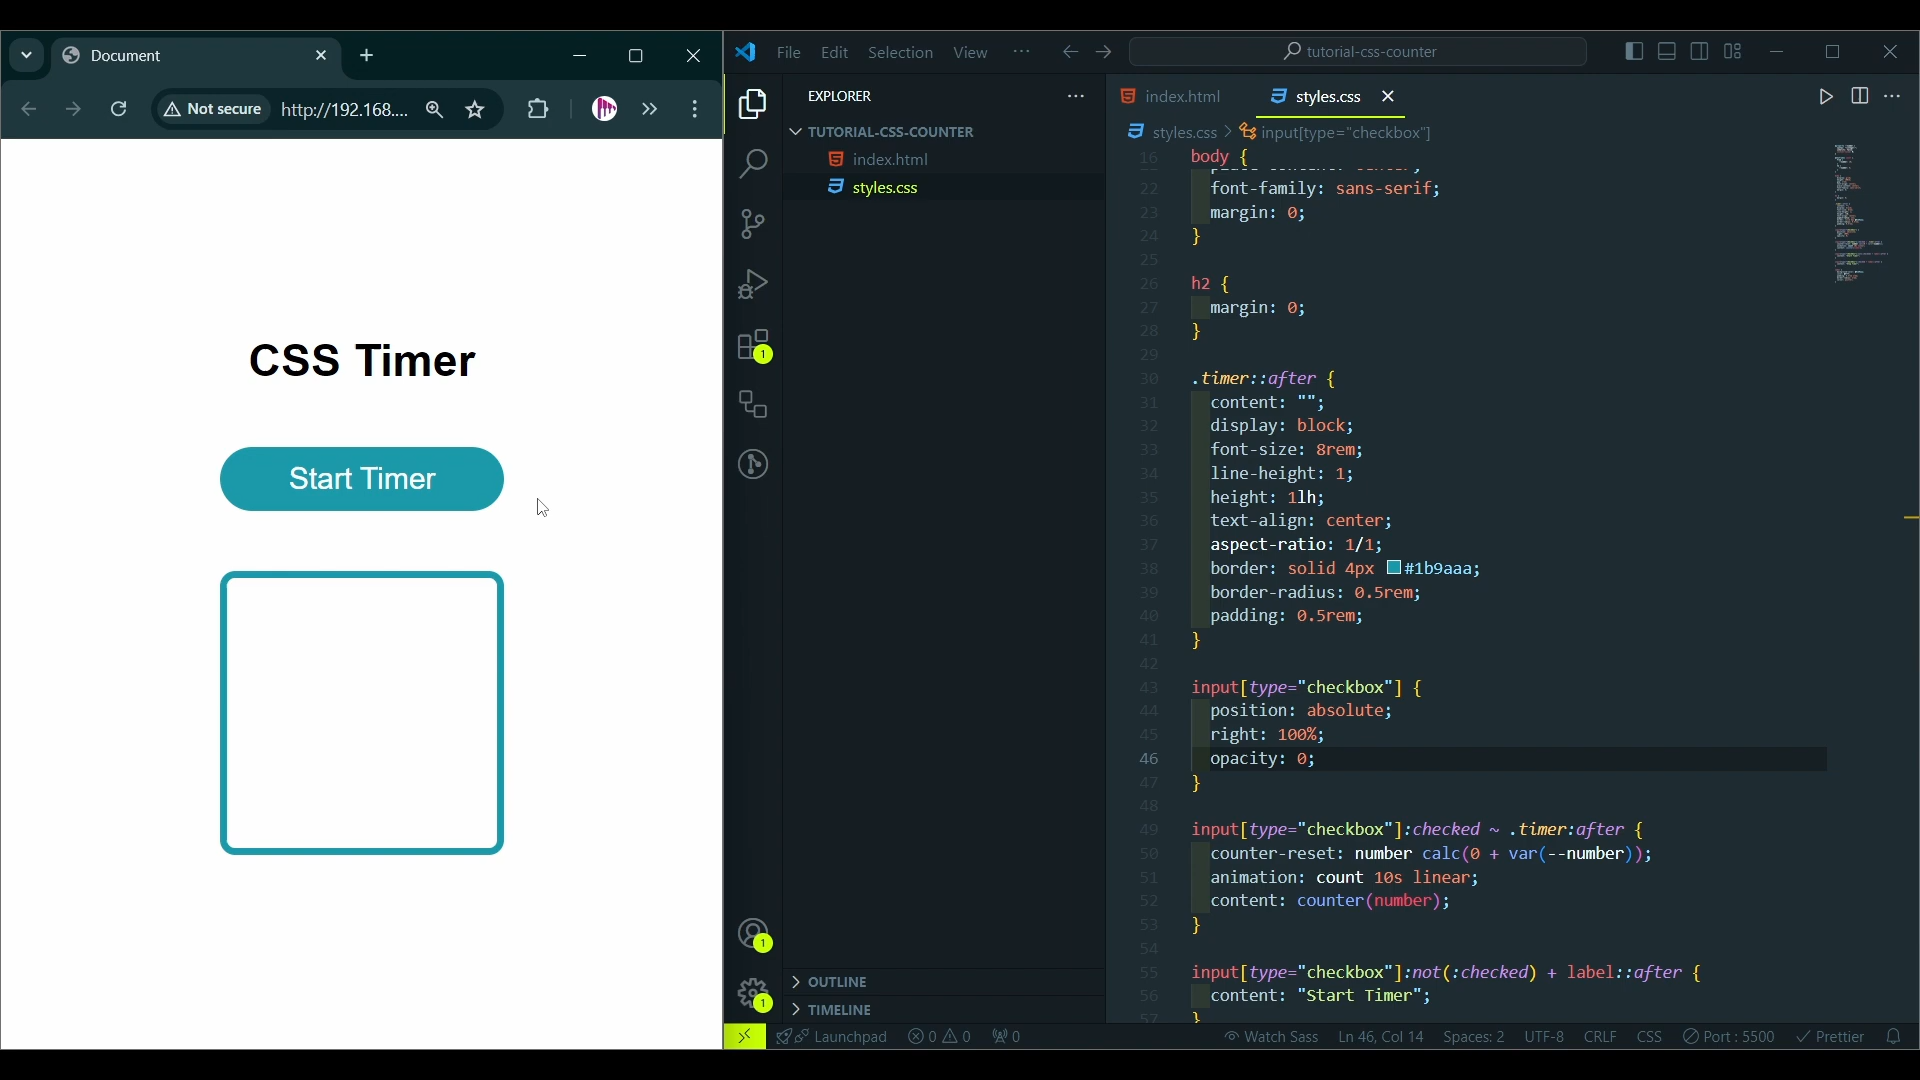 Document
Not secure
http://192.168....
CSS Timer
Start Timer
File Edit Selection View ···
tutorial-css-counter
EXPLORER
TUTORIAL-CSS-COUNTER
index.html
styles.css
OUTLINE
TIMELINE
1
1
1
index.html styles.css
styles.css > input[type="checkbox"]
16 body {
22 font-family: sans-serif;
23 margin: 0;
24 }
25
26 h2 {
27 margin: 0;
28 }
29
30 .timer::after {
31 content: "";
32 display: block;
33 font-size: 8rem;
34 line-height: 1;
35 height: 1lh;
36 text-align: center;
37 aspect-ratio: 1/1;
38 border: solid 4px #1b9aaa;
39 border-radius: 0.5rem;
40 padding: 0.5rem;
41 }
42
43 input[type="checkbox"] {
44 position: absolute;
45 right: 100%;
46 opacity: 0;
47 }
48
49 input[type="checkbox"]:checked ~ .timer:after {
50 counter-reset: number calc(0 + var(--number));
51 animation: count 10s linear;
52 content: counter(number);
53 }
54
55 input[type="checkbox"]:not(:checked) + label::after {
56 content: "Start Timer";
57 }
Launchpad 0 0 0 Watch Sass Ln 46, Col 14 Spaces: 2 UTF-8 CRLF CSS Port : 5500 Prettier